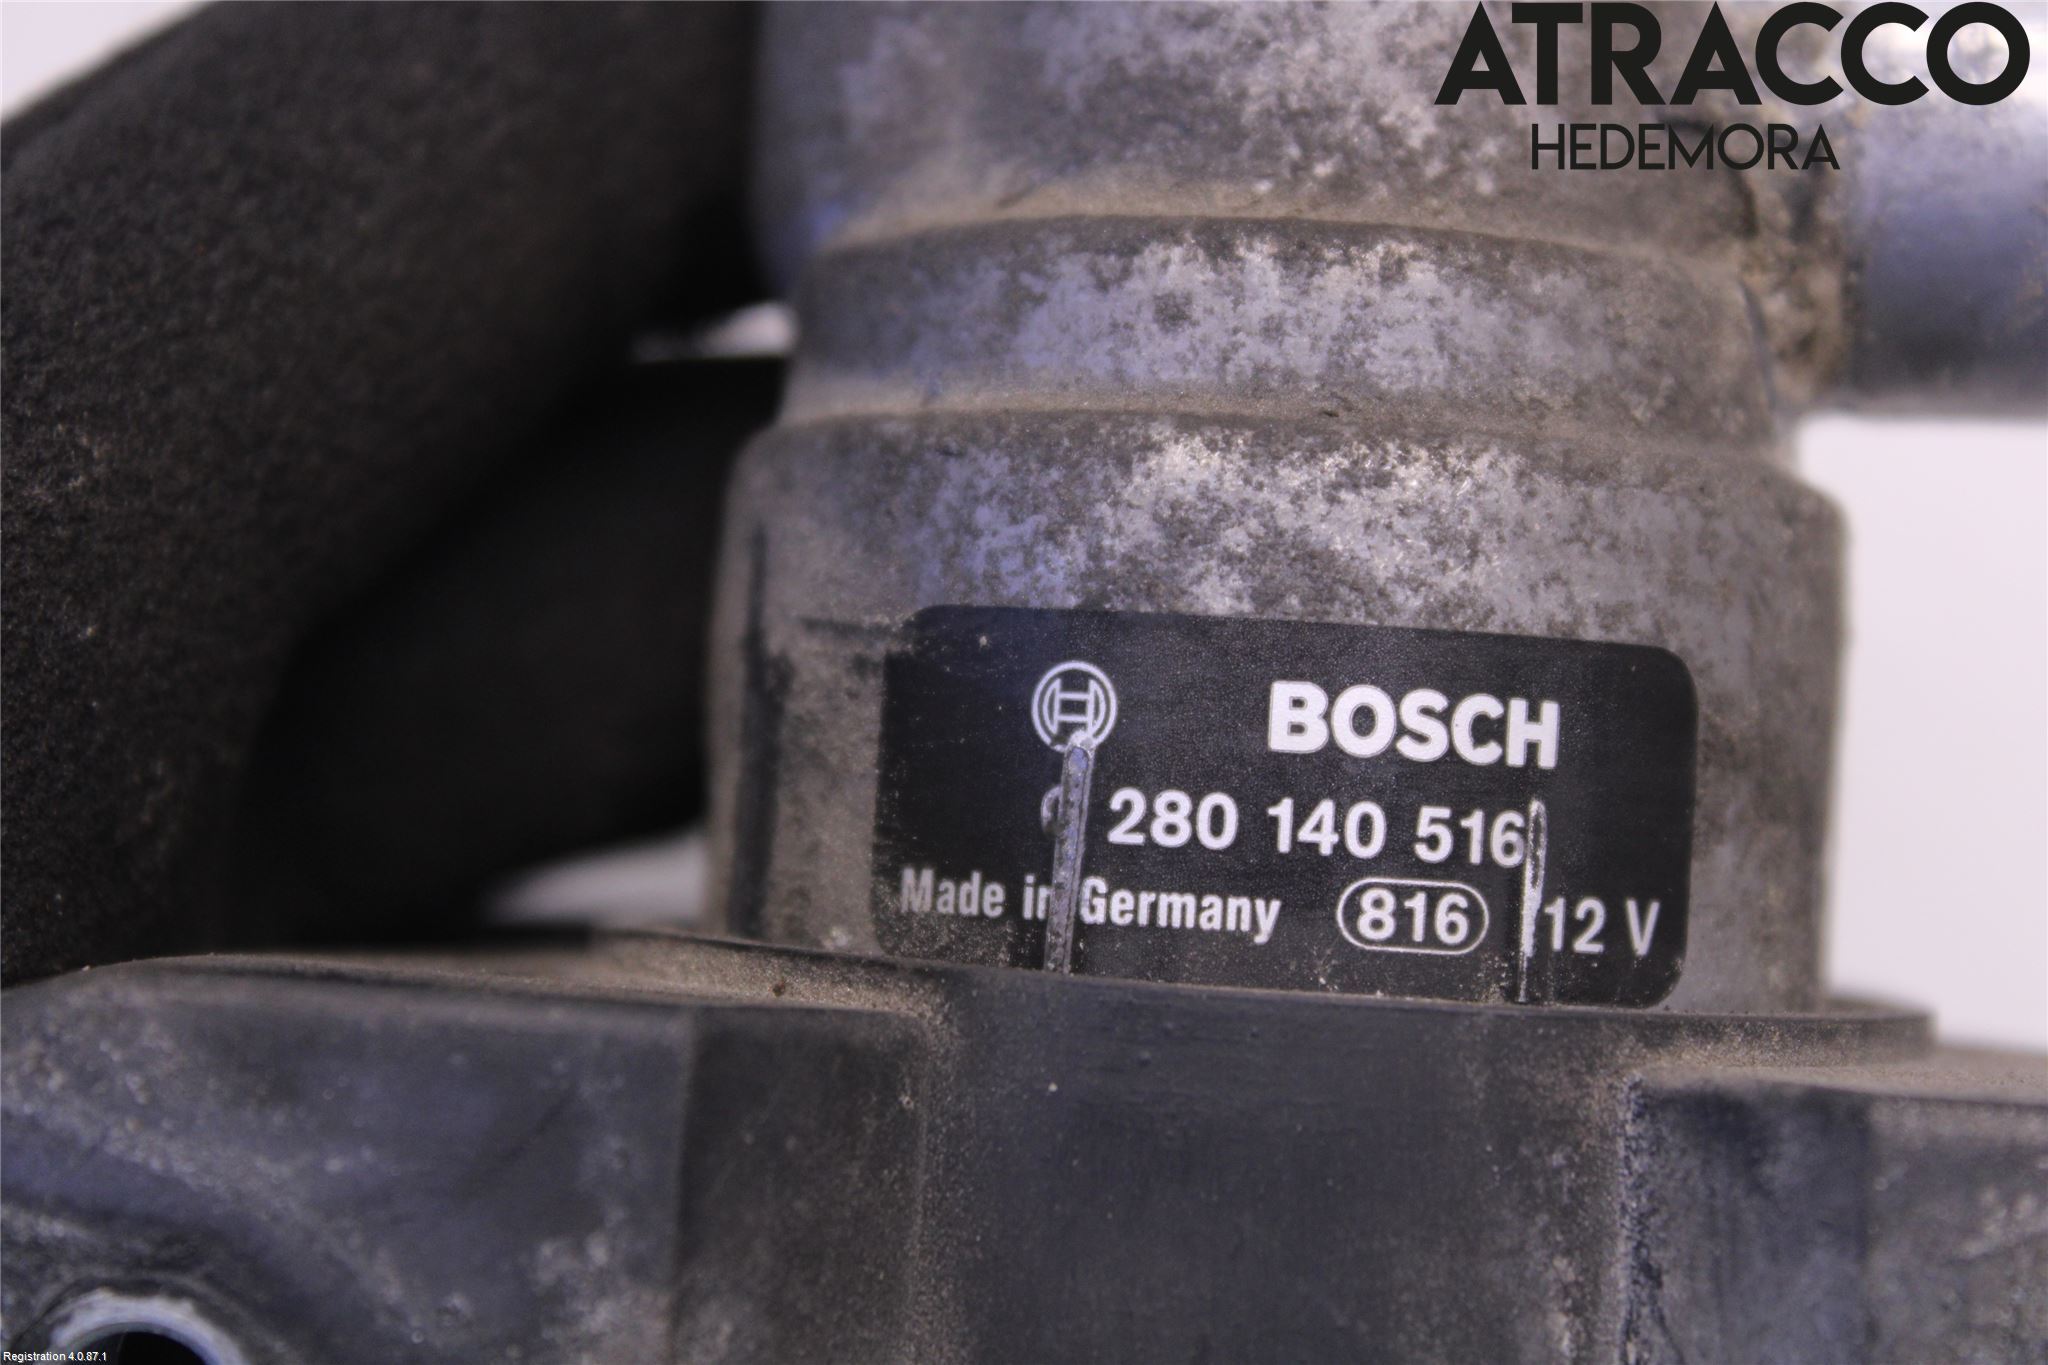 ATRACCO
HEDEMORA
BOSCH
280 140 516
Made in Germany 816 12 V
Registration 4.0.87.1